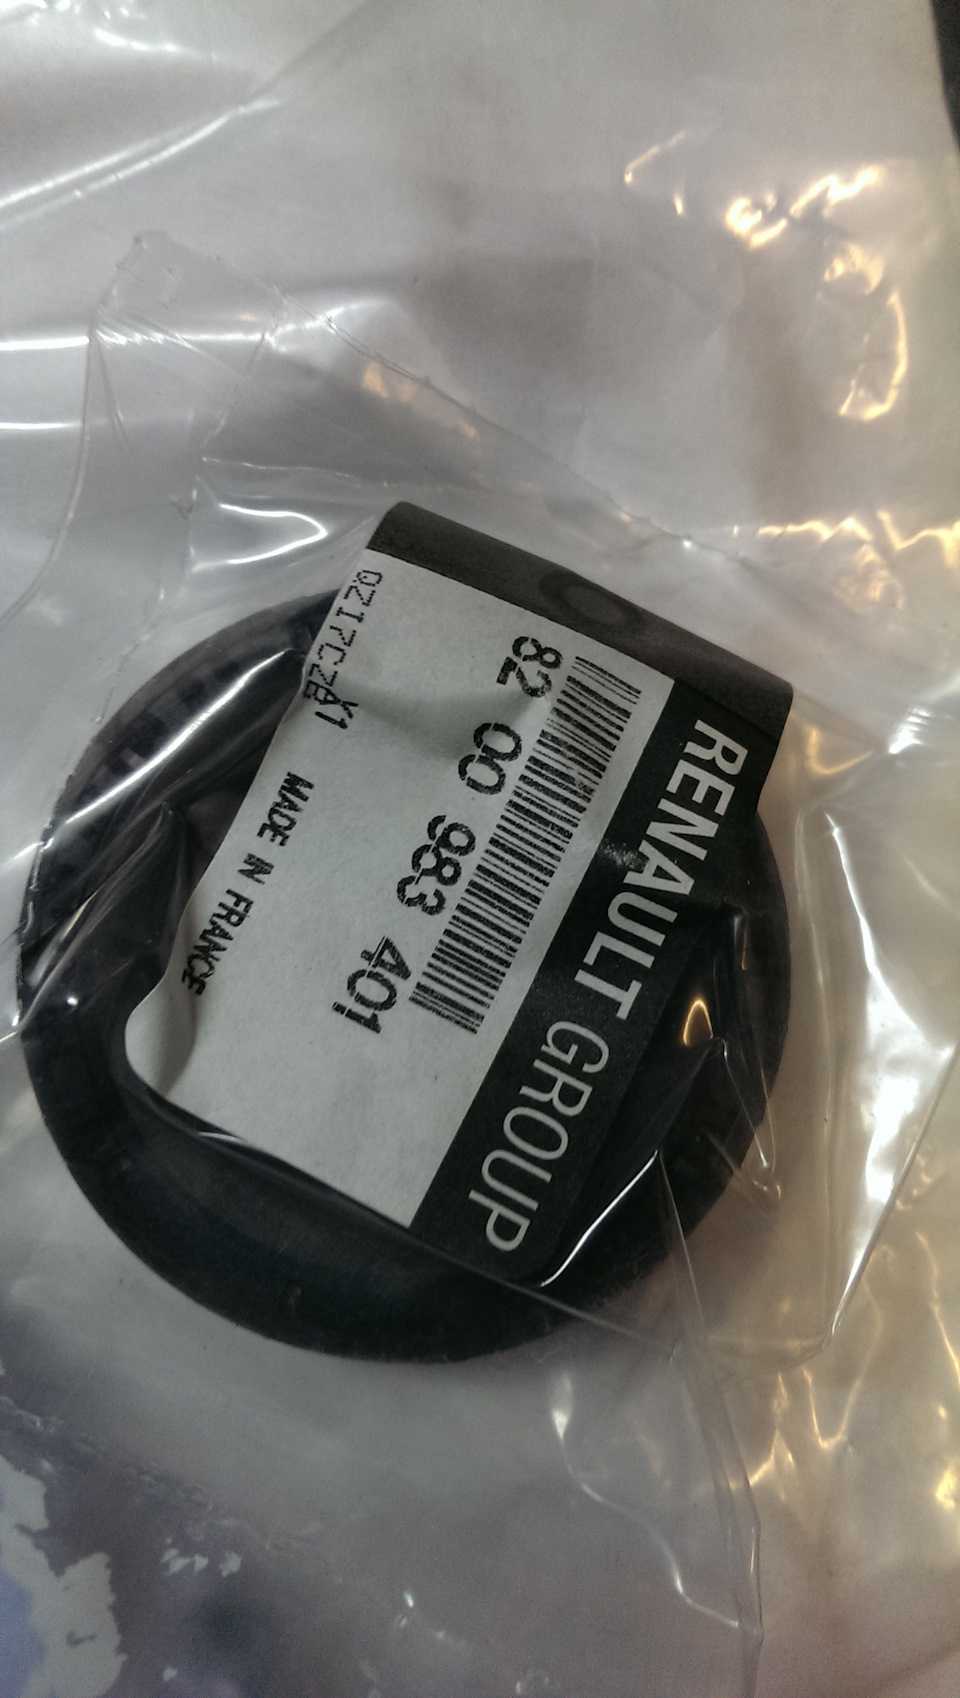 RENAULT GROUP
82 00 983 401
MADE IN FRANCE